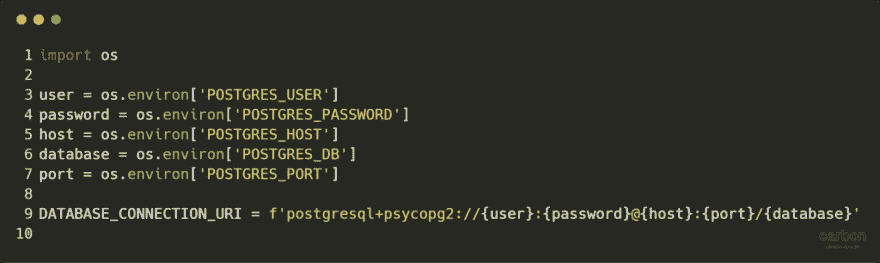 1 import os
2
3 user = os.environ['POSTGRES_USER']
4 password = os.environ['POSTGRES_PASSWORD']
5 host = os.environ['POSTGRES_HOST']
6 database = os.environ['POSTGRES_DB']
7 port = os.environ['POSTGRES_PORT']
8
9 DATABASE_CONNECTION_URI = f'postgresql+psycopg2://{user}:{password}@{host}:{port}/{database}'
10
carbon